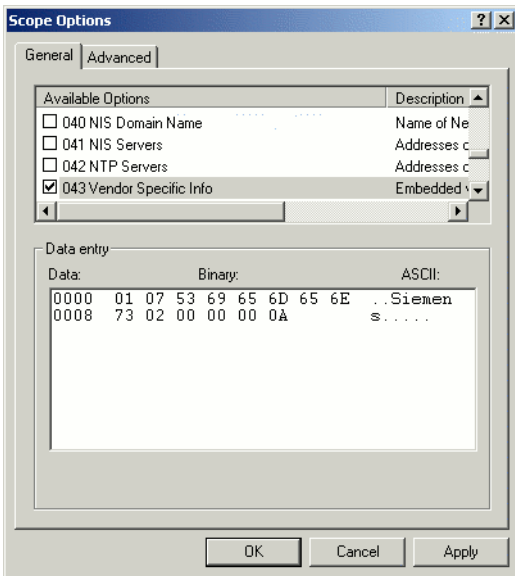 Scope Options
General Advanced
Available Options Description
040 NIS Domain Name Name of Ne
041 NIS Servers Addresses c
042 NTP Servers Addresses c
043 Vendor Specific Info Embedded v
Data entry
Data: Binary: ASCII:
0000 01 07 53 69 65 6D 65 6E ..Siemen
0008 73 02 00 00 00 0A s.....
OK Cancel Apply